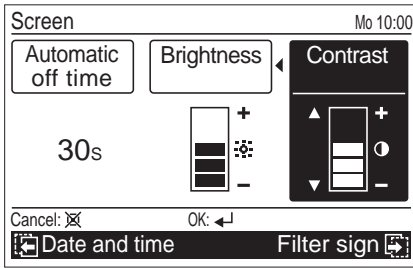 Screen Mo 10:00
Automatic off time Brightness Contrast
+ +
30s
− −
Cancel: OK:
Date and time Filter sign